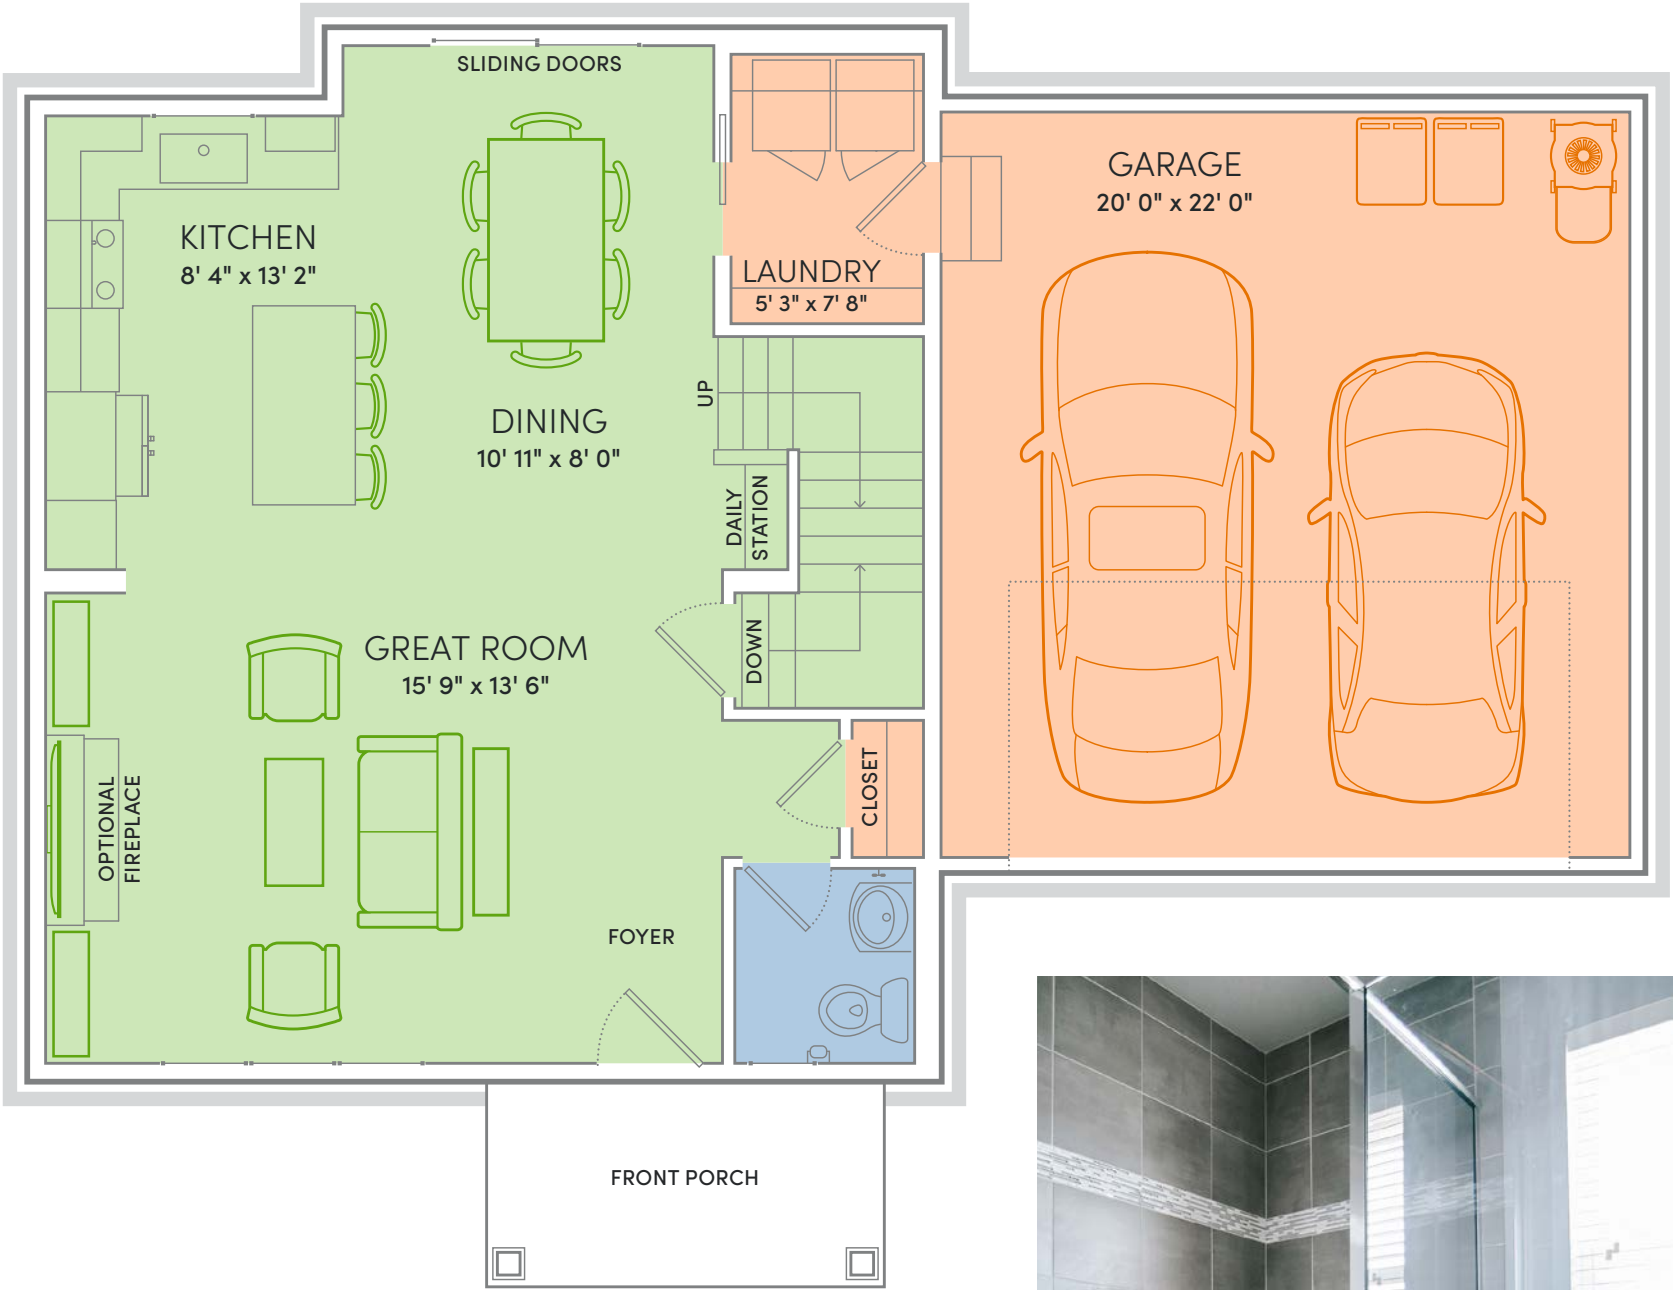 SLIDING DOORS
GARAGE
20' 0" x 22' 0"
KITCHEN
8' 4" x 13' 2"
LAUNDRY
5' 3" x 7' 8"
UP
DINING
10' 11" x 8' 0"
DAILY
STATION
GREAT ROOM
15' 9" x 13' 6"
DOWN
CLOSET
OPTIONAL
FIREPLACE
FOYER
FRONT PORCH